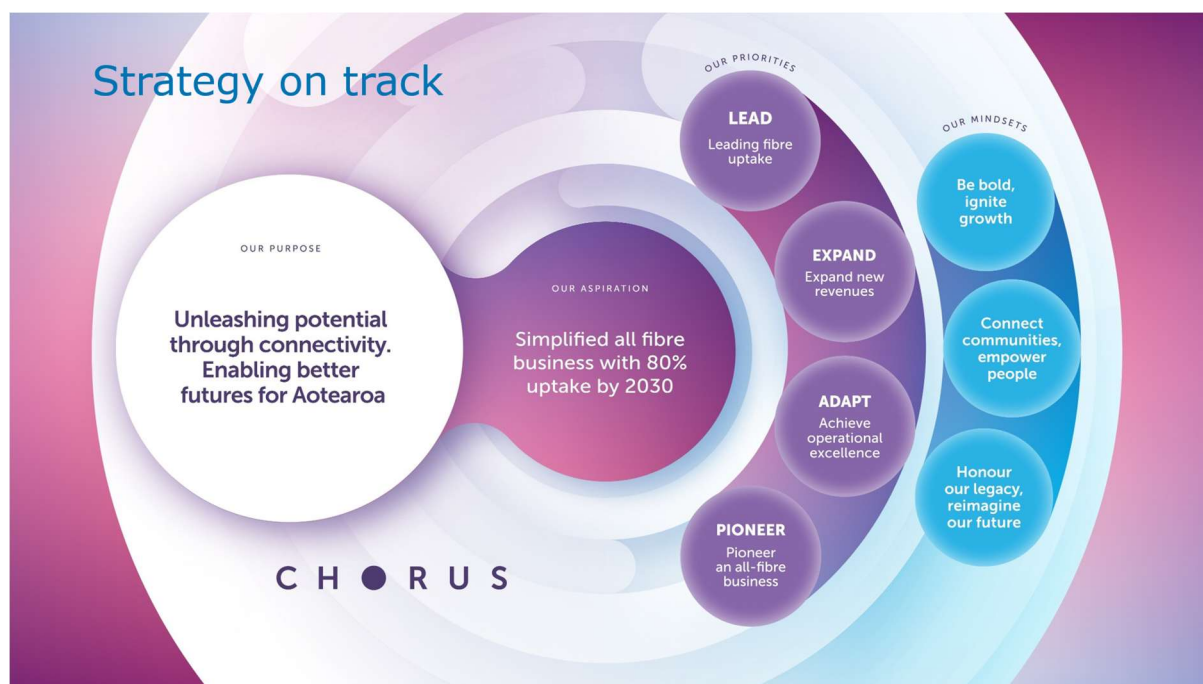 Strategy on track
OUR PURPOSE
Unleashing potential
through connectivity.
Enabling better
futures for Aotearoa
CHORUS
OUR ASPIRATION
Simplified all fibre
business with 80%
uptake by 2030
OUR PRIORITIES
LEAD
Leading fibre
uptake
EXPAND
Expand new
revenues
ADAPT
Achieve
operational
excellence
PIONEER
Pioneer
an all-fibre
business
OUR MINDSETS
Be bold,
ignite
growth
Connect
communities,
empower
people
Honour
our legacy,
reimagine
our future